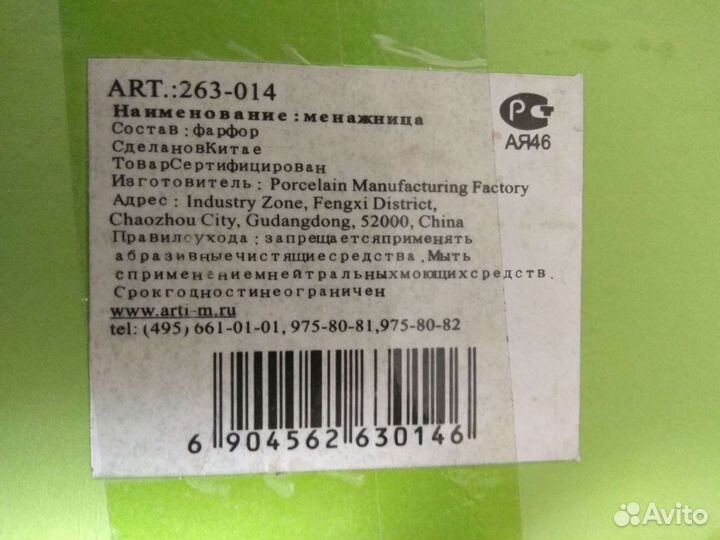 ART.:263-014
Наименование:менажница
Состав:фарфор
СделановКитае
ТоварСертифицирован
Изготовитель: Porcelain Manufacturing Factory
Адрес: Industry Zone, Fengxi District,
Chaozhou City, Gudangdong, 52000, China
Правилсухода:запрещаетсяприменять
абразивныечистящиесредства.Мыть
сприменениемнейтральныхмоющихсредств.
Срокгодностинеограничен
www.arti-m.ru
tel: (495) 661-01-01, 975-80-81,975-80-82
6 904562 630146
РСТ
АЯ46
Avito